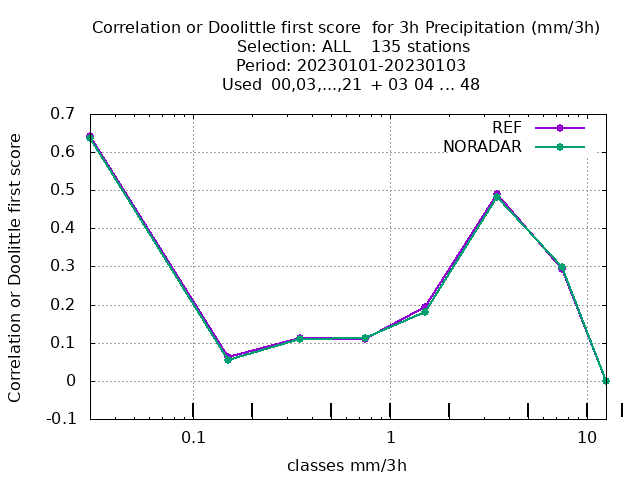 Correlation or Doolittle first score  for 3h Precipitation (mm/3h)
Selection: ALL    135 stations
Period: 20230101-20230103
Used  00,03,...,21  + 03 04 ... 48
REF
NORADAR
Correlation or Doolittle first score
0.7
0.6
0.5
0.4
0.3
0.2
0.1
0
-0.1
0.1
1
10
classes mm/3h